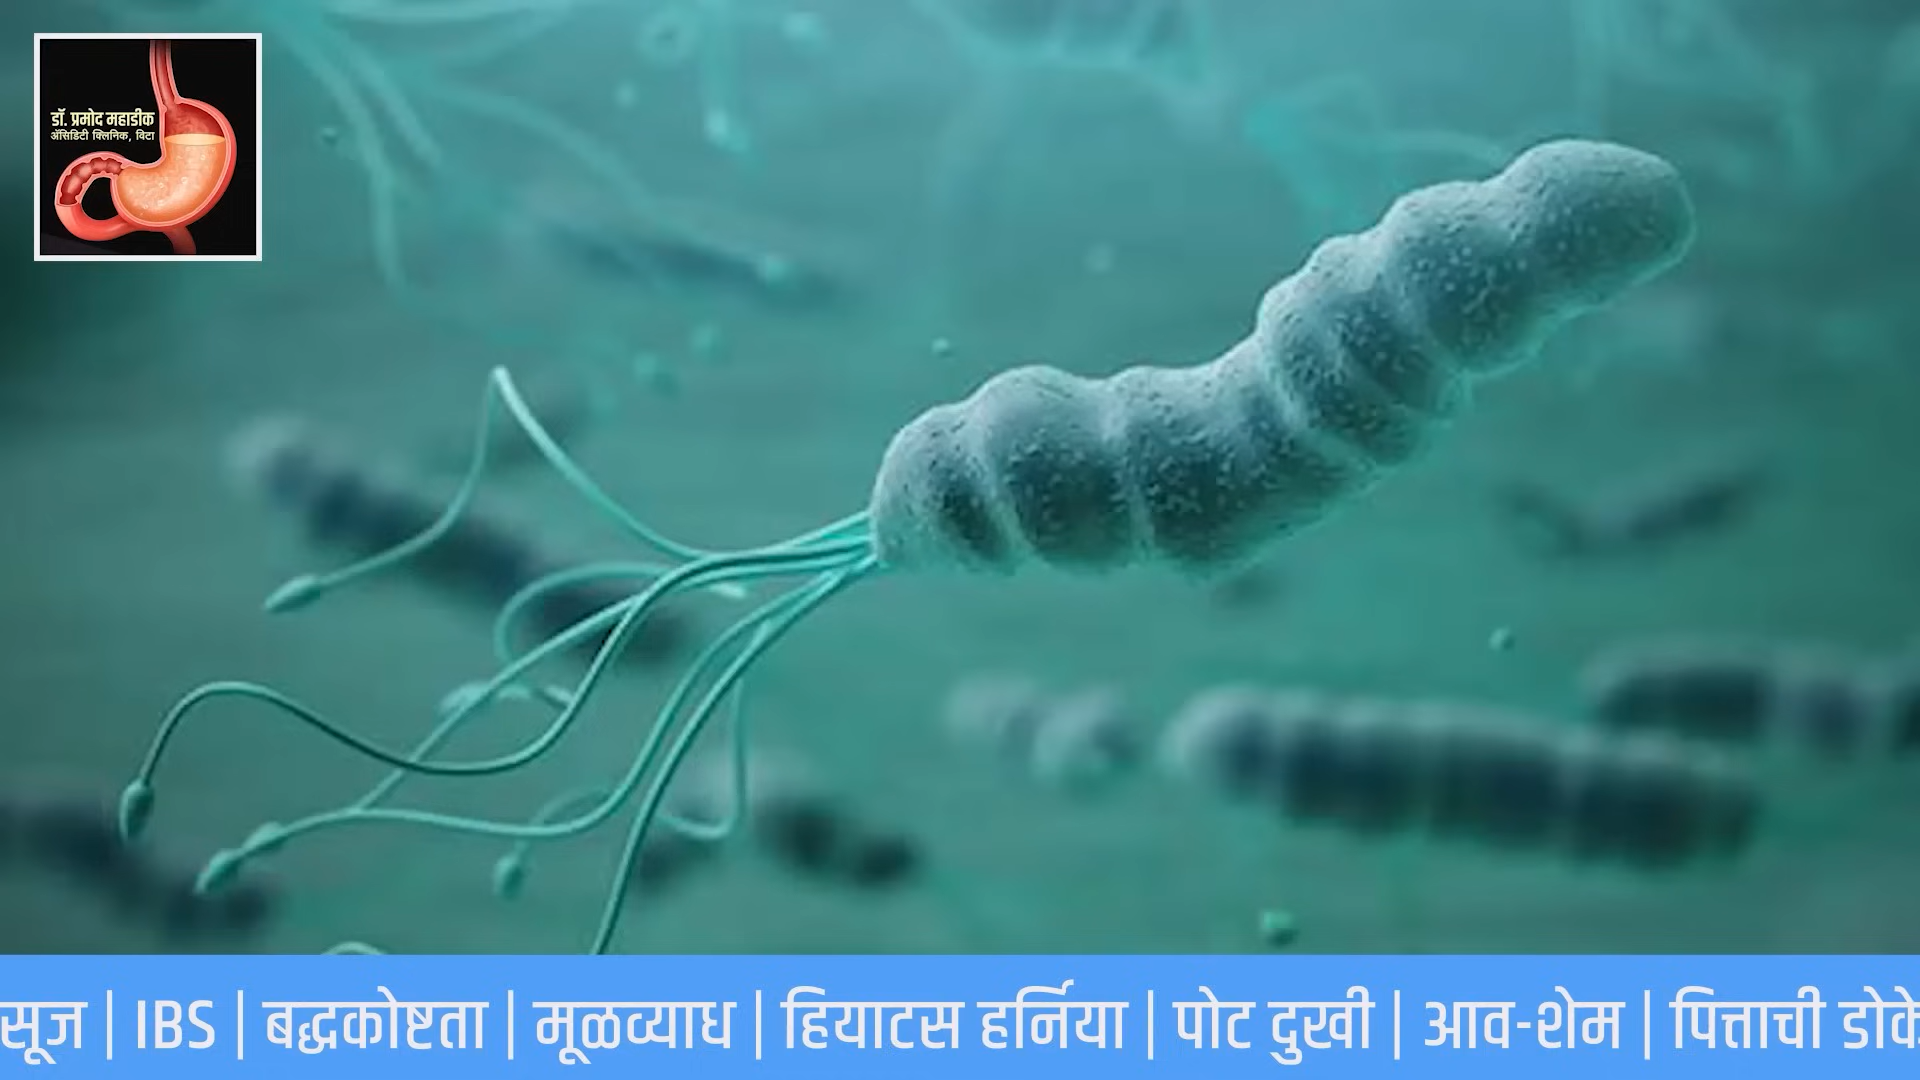 डॉ. प्रमोद महाडीक
ॲसिडिटी क्लिनिक, विटा
सूज | IBS | बद्धकोष्टता | मूळव्याध | हियाटस हर्निया | पोट दुखी | आव-शेम | पित्ताची डोके